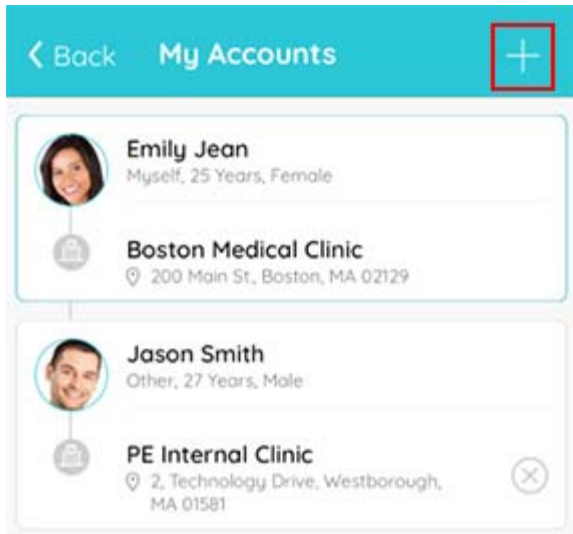 Back My Accounts
Emily Jean
Myself, 25 Years, Female
Boston Medical Clinic
200 Main St., Boston, MA 02129
Jason Smith
Other, 27 Years, Male
PE Internal Clinic
2, Technology Drive, Westborough,
MA 01581